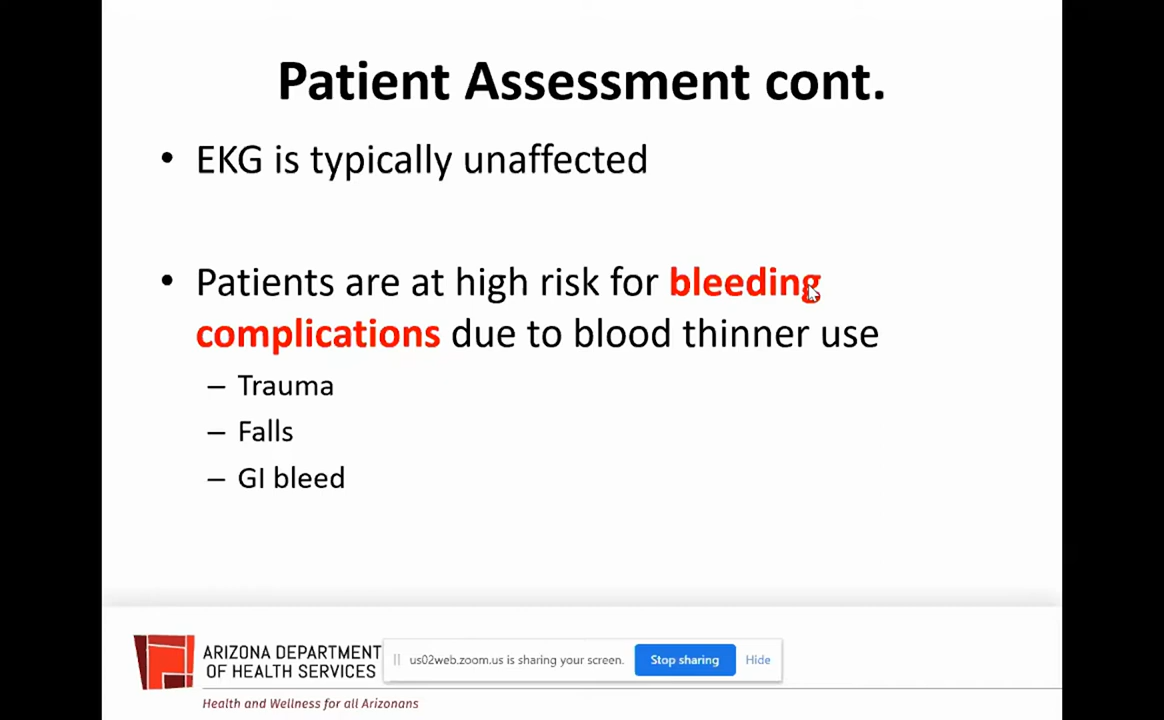 Patient Assessment cont.
• EKG is typically unaffected
• Patients are at high risk for bleeding
complications due to blood thinner use
– Trauma
– Falls
– GI bleed
ARIZONA DEPARTMENT
OF HEALTH SERVICES
us02web.zoom.us is sharing your screen.
Stop sharing
Hide
Health and Wellness for all Arizonans